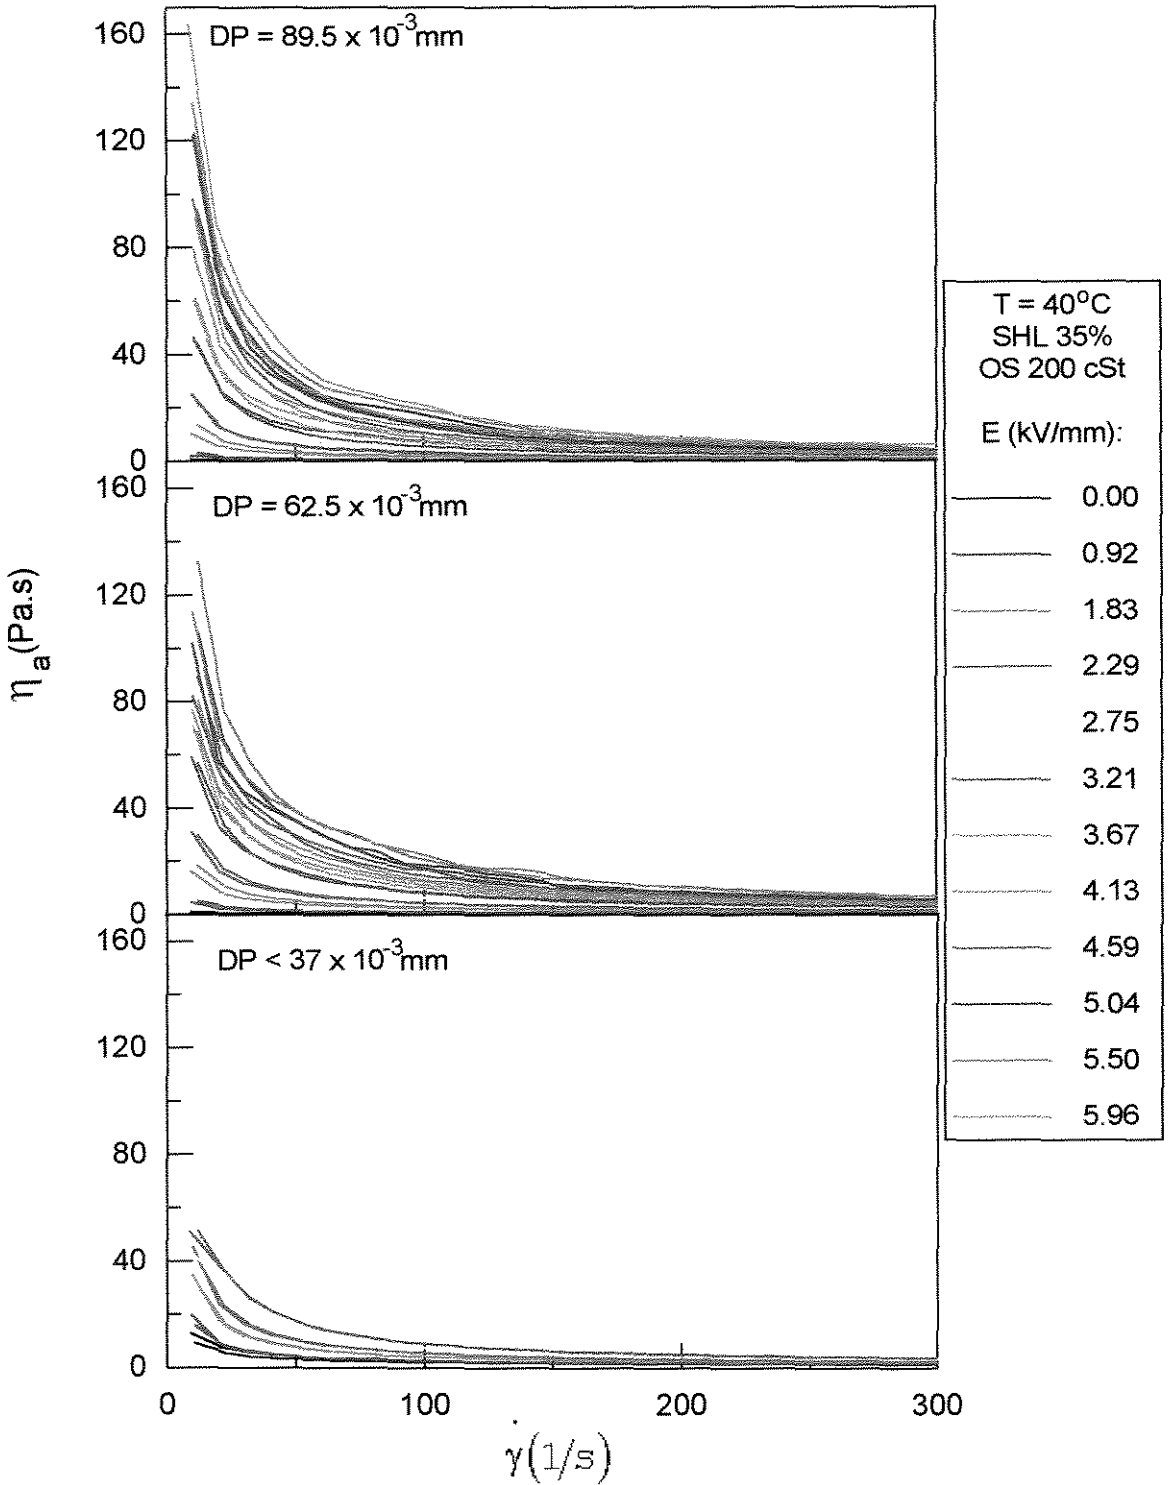 DP = 89.5 x 10⁻³mm
160
120
80
40
0
DP = 62.5 x 10⁻³mm
160
120
80
40
0
DP < 37 x 10⁻³mm
160
120
80
40
0
0 100 200 300
ηₐ(Pa.s)
γ̇(1/s)
T = 40°C
SHL 35%
OS 200 cSt
E (kV/mm):
0.00
0.92
1.83
2.29
2.75
3.21
3.67
4.13
4.59
5.04
5.50
5.96